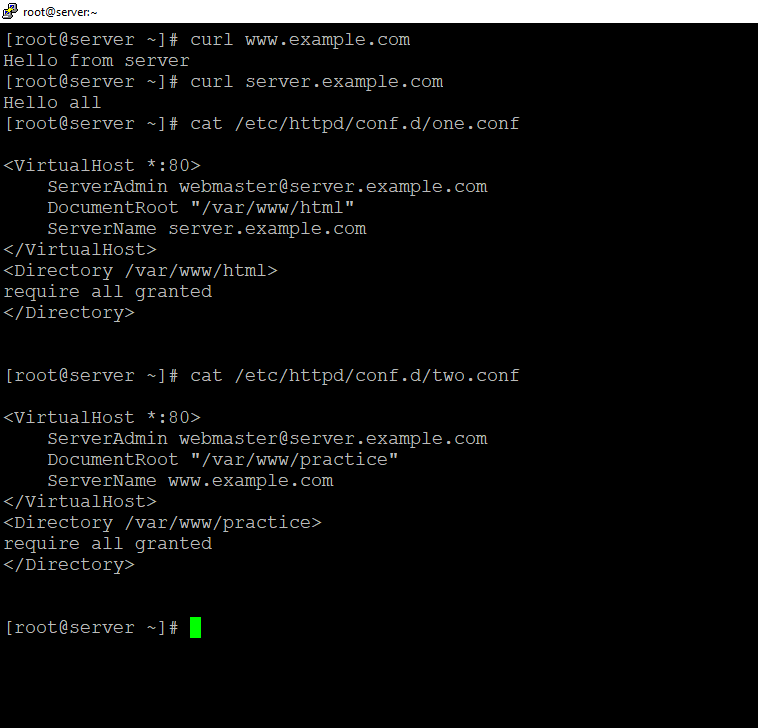 root@server:~
[root@server ~]# curl www.example.com
Hello from server
[root@server ~]# curl server.example.com
Hello all
[root@server ~]# cat /etc/httpd/conf.d/one.conf
<VirtualHost *:80>
    ServerAdmin webmaster@server.example.com
    DocumentRoot "/var/www/html"
    ServerName server.example.com
</VirtualHost>
<Directory /var/www/html>
require all granted
</Directory>
[root@server ~]# cat /etc/httpd/conf.d/two.conf
<VirtualHost *:80>
    ServerAdmin webmaster@server.example.com
    DocumentRoot "/var/www/practice"
    ServerName www.example.com
</VirtualHost>
<Directory /var/www/practice>
require all granted
</Directory>
[root@server ~]#